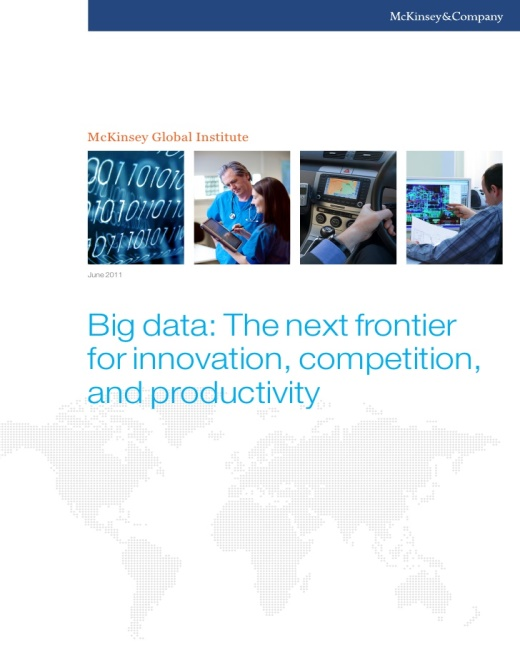 McKinsey&Company
McKinsey Global Institute
June 2011
Big data: The next frontier
for innovation, competition,
and productivity